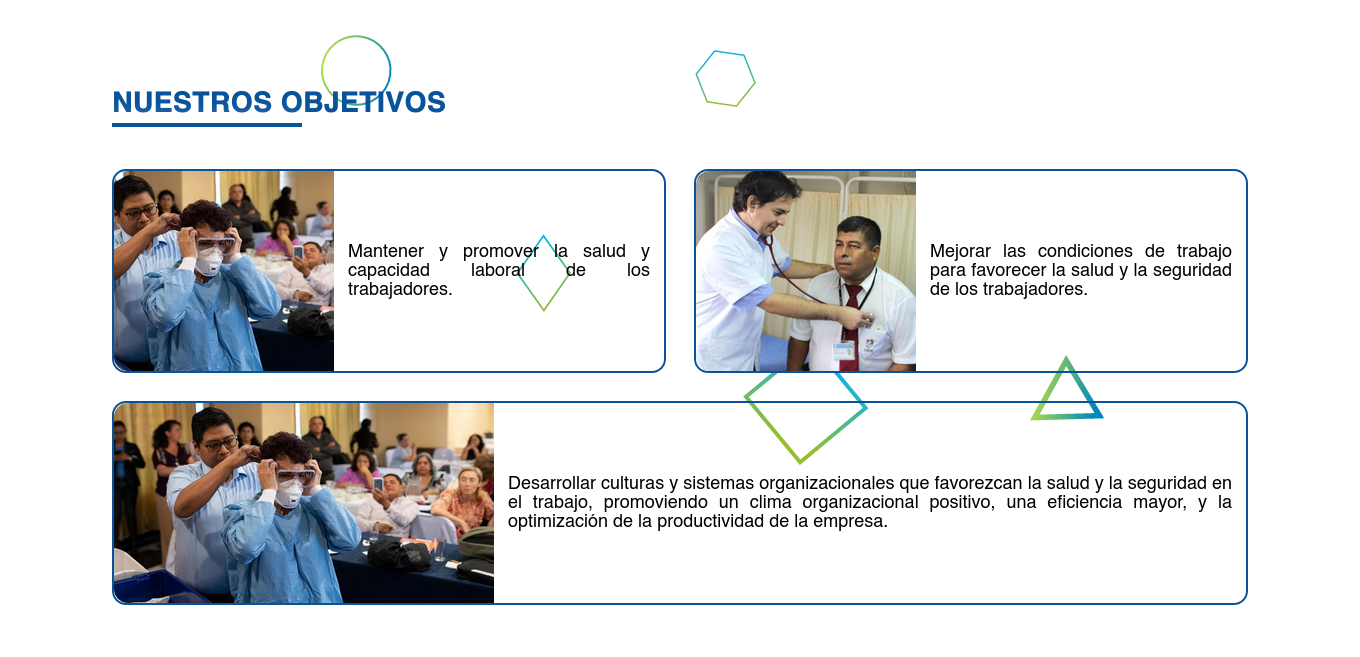 NUESTROS OBJETIVOS
Mantener y promover la salud y
capacidad laboral de los
trabajadores.
Mejorar las condiciones de trabajo
para favorecer la salud y la seguridad
de los trabajadores.
Desarrollar culturas y sistemas organizacionales que favorezcan la salud y la seguridad en
el trabajo, promoviendo un clima organizacional positivo, una eficiencia mayor, y la
optimización de la productividad de la empresa.